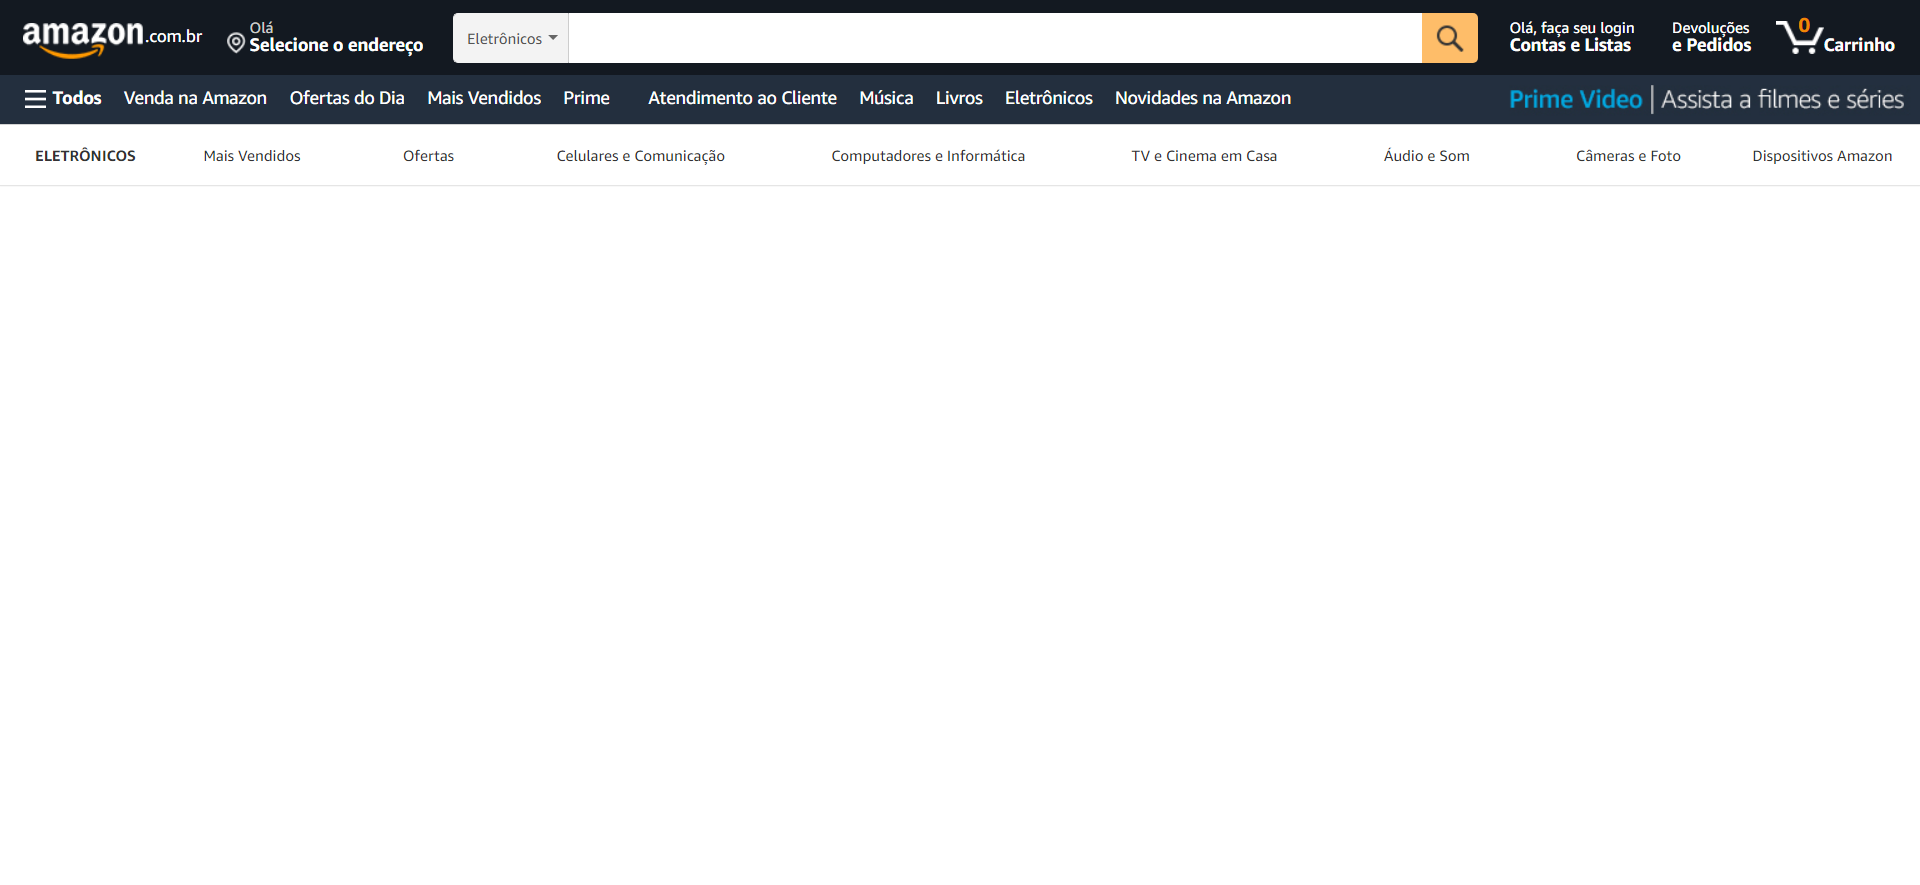 amazon.com.br
Olá
Selecione o endereço
Eletrônicos
Olá, faça seu login
Contas e Listas
Devoluções
e Pedidos
0
Carrinho
Todos
Venda na Amazon
Ofertas do Dia
Mais Vendidos
Prime
Atendimento ao Cliente
Música
Livros
Eletrônicos
Novidades na Amazon
Prime Video | Assista a filmes e séries
ELETRÔNICOS
Mais Vendidos
Ofertas
Celulares e Comunicação
Computadores e Informática
TV e Cinema em Casa
Áudio e Som
Câmeras e Foto
Dispositivos Amazon